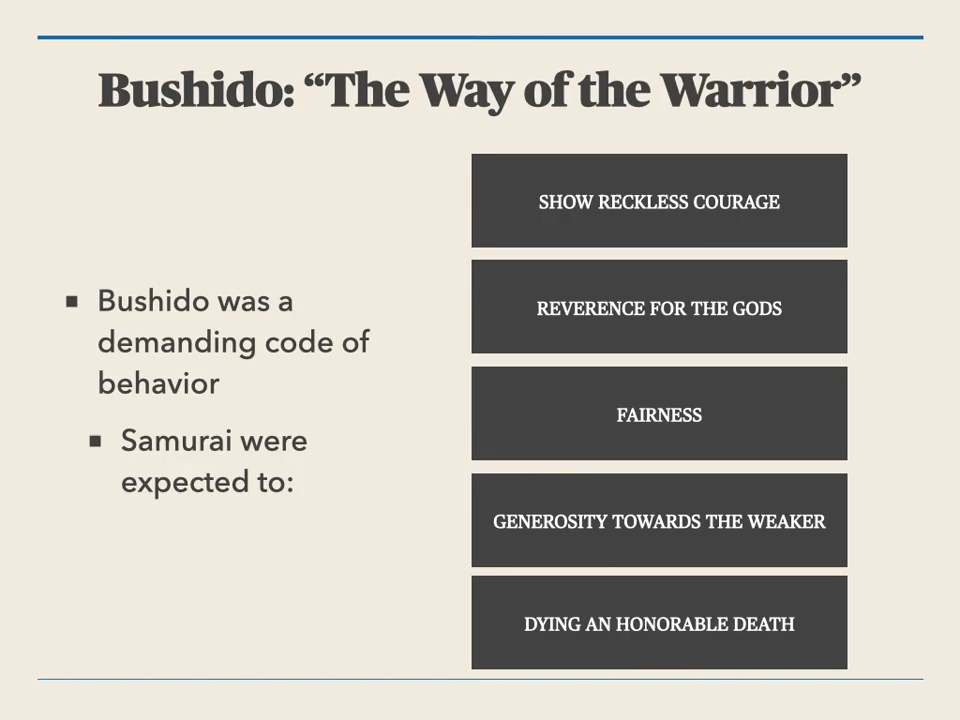 Bushido: “The Way of the Warrior”
▪ Bushido was a
demanding code of
behavior
▪ Samurai were
expected to:
SHOW RECKLESS COURAGE
REVERENCE FOR THE GODS
FAIRNESS
GENEROSITY TOWARDS THE WEAKER
DYING AN HONORABLE DEATH